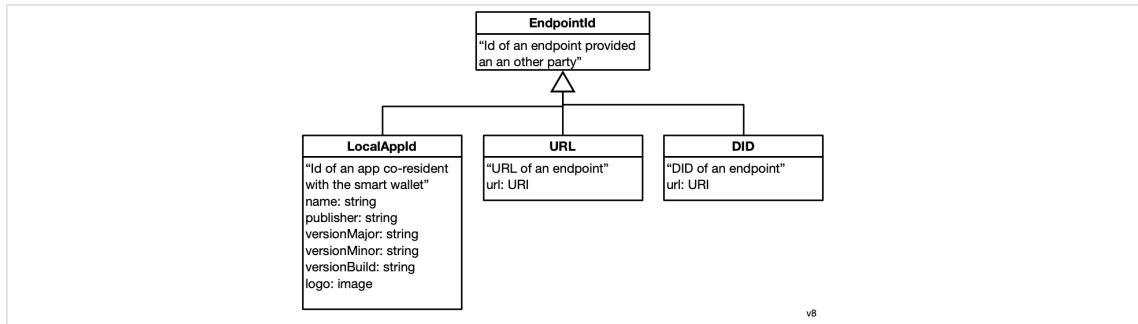 EndpointId
“Id of an endpoint provided
an an other party”
LocalAppId
“Id of an app co-resident
with the smart wallet”
name: string
publisher: string
versionMajor: string
versionMinor: string
versionBuild: string
logo: image
URL
“URL of an endpoint”
url: URI
DID
“DID of an endpoint”
url: URI
v8